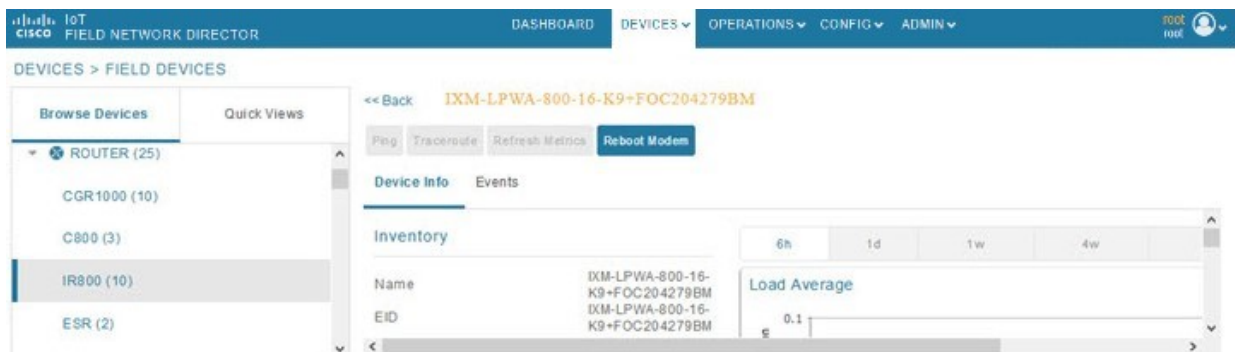 cisco IoT
FIELD NETWORK DIRECTOR
DASHBOARD DEVICES OPERATIONS CONFIG ADMIN
root
root
DEVICES > FIELD DEVICES
Browse Devices Quick Views
ROUTER (25)
CGR1000 (10)
C800 (3)
IR800 (10)
ESR (2)
<< Back IXM-LPWA-800-16-K9+FOC204279BM
Ping Traceroute Refresh Metrics Reboot Modem
Device Info Events
Inventory
Name IXM-LPWA-800-16-
K9+FOC204279BM
EID IXM-LPWA-800-16-
K9+FOC204279BM
6h 1d 1w 4w
Load Average
0.1